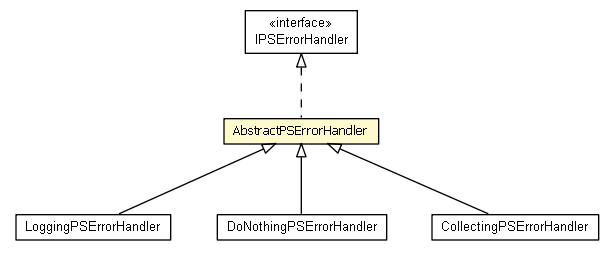 «interface»
IPSErrorHandler
AbstractPSErrorHandler
LoggingPSErrorHandler
DoNothingPSErrorHandler
CollectingPSErrorHandler